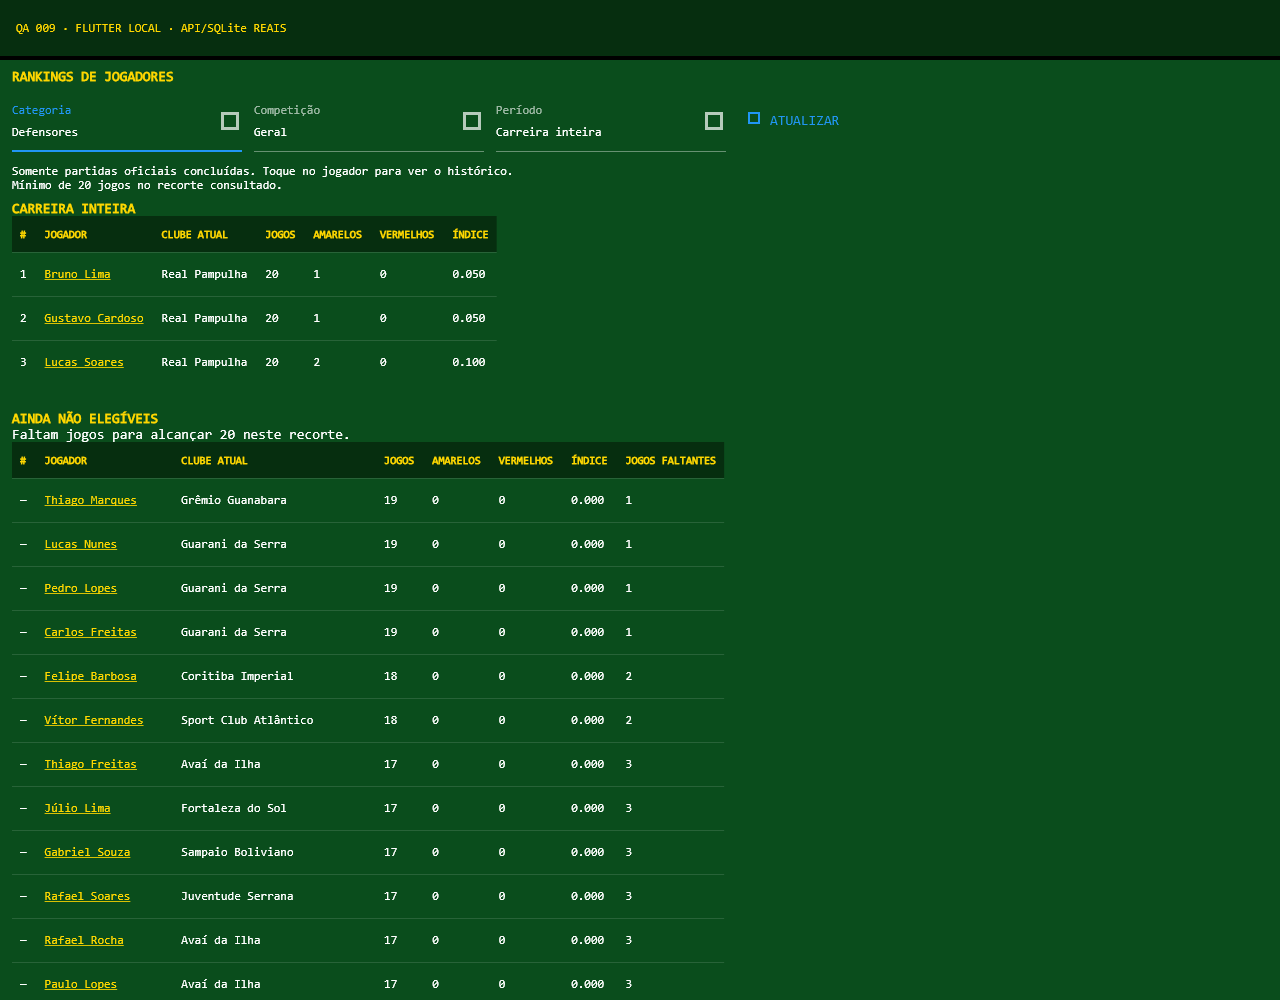 QA 009 · FLUTTER LOCAL · API/SQLite REAIS
RANKINGS DE JOGADORES
Categoria Competição Período
Defensores Geral Carreira inteira ATUALIZAR
Somente partidas oficiais concluídas. Toque no jogador para ver o histórico.
Mínimo de 20 jogos no recorte consultado.
CARREIRA INTEIRA
# JOGADOR CLUBE ATUAL JOGOS AMARELOS VERMELHOS ÍNDICE
1 Bruno Lima Real Pampulha 20 1 0 0.050
2 Gustavo Cardoso Real Pampulha 20 1 0 0.050
3 Lucas Soares Real Pampulha 20 2 0 0.100
AINDA NÃO ELEGÍVEIS
Faltam jogos para alcançar 20 neste recorte.
# JOGADOR CLUBE ATUAL JOGOS AMARELOS VERMELHOS ÍNDICE JOGOS FALTANTES
— Thiago Marques Grêmio Guanabara 19 0 0 0.000 1
— Lucas Nunes Guarani da Serra 19 0 0 0.000 1
— Pedro Lopes Guarani da Serra 19 0 0 0.000 1
— Carlos Freitas Guarani da Serra 19 0 0 0.000 1
— Felipe Barbosa Coritiba Imperial 18 0 0 0.000 2
— Vítor Fernandes Sport Club Atlântico 18 0 0 0.000 2
— Thiago Freitas Avaí da Ilha 17 0 0 0.000 3
— Júlio Lima Fortaleza do Sol 17 0 0 0.000 3
— Gabriel Souza Sampaio Boliviano 17 0 0 0.000 3
— Rafael Soares Juventude Serrana 17 0 0 0.000 3
— Rafael Rocha Avaí da Ilha 17 0 0 0.000 3
— Paulo Lopes Avaí da Ilha 17 0 0 0.000 3